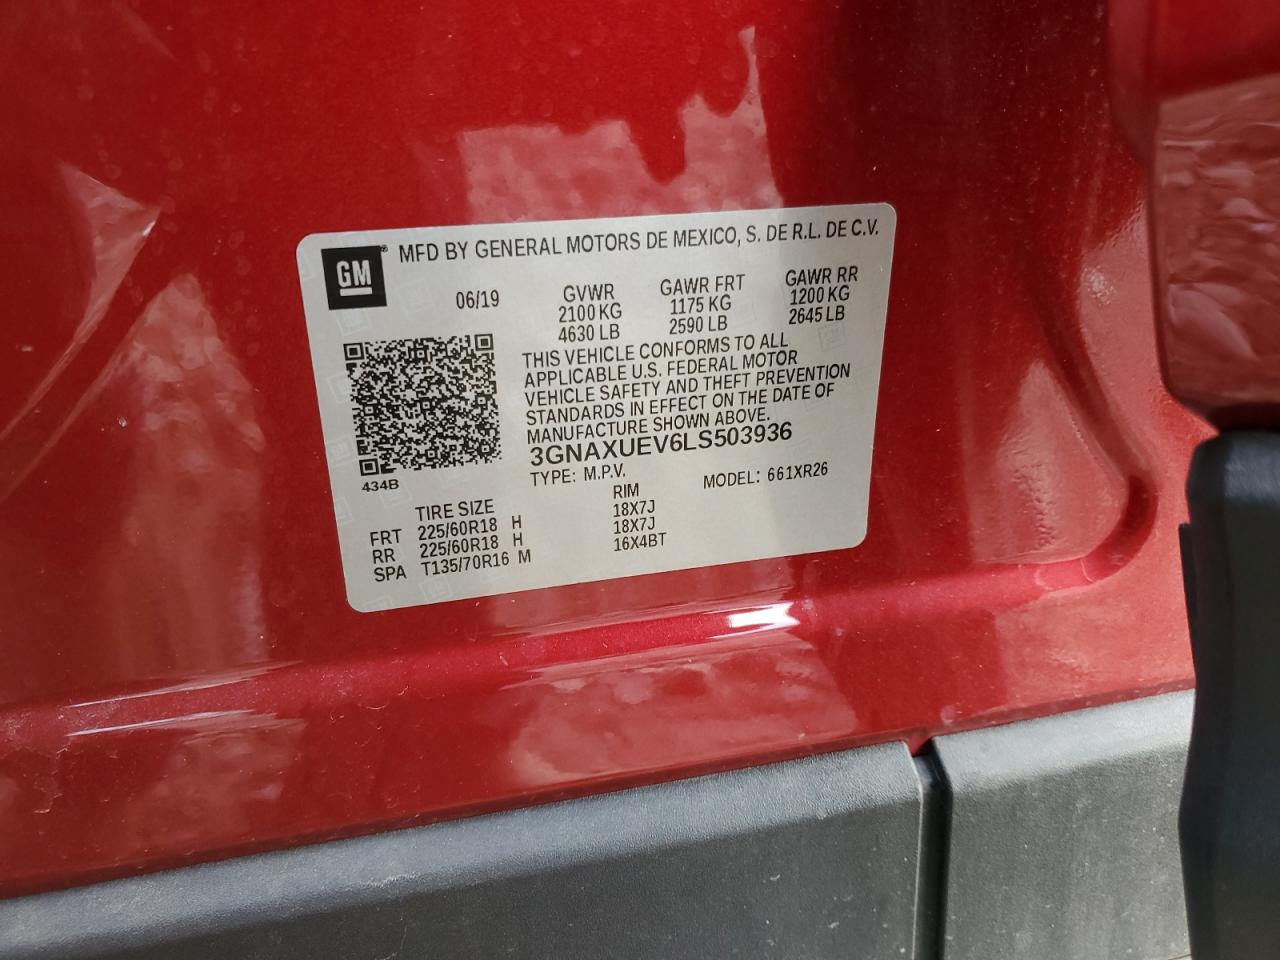 GM® MFD BY GENERAL MOTORS DE MEXICO, S. DE R.L. DE C.V.
06/19 GVWR GAWR FRT GAWR RR
2100 KG 1175 KG 1200 KG
4630 LB 2590 LB 2645 LB
THIS VEHICLE CONFORMS TO ALL
APPLICABLE U.S. FEDERAL MOTOR
VEHICLE SAFETY AND THEFT PREVENTION
STANDARDS IN EFFECT ON THE DATE OF
MANUFACTURE SHOWN ABOVE.
3GNAXUEV6LS503936
434B
TYPE: M.P.V. MODEL: 661XR26
TIRE SIZE RIM
FRT 225/60R18 H 18X7J
RR 225/60R18 H 18X7J
SPA T135/70R16 M 16X4BT